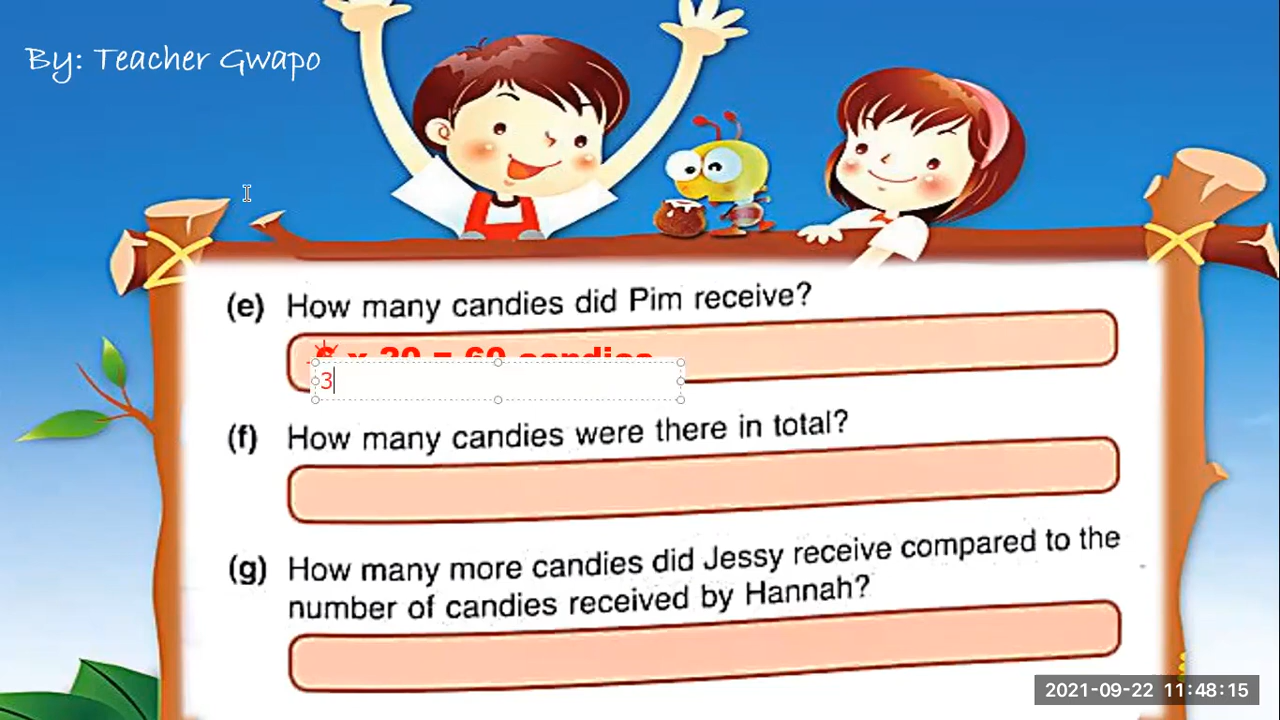 By: Teacher Gwapo
(e) How many candies did Pim receive?
x 30 = 60 candies
3
(f) How many candies were there in total?
(g) How many more candies did Jessy receive compared to the
number of candies received by Hannah?
2021-09-22 11:48:15